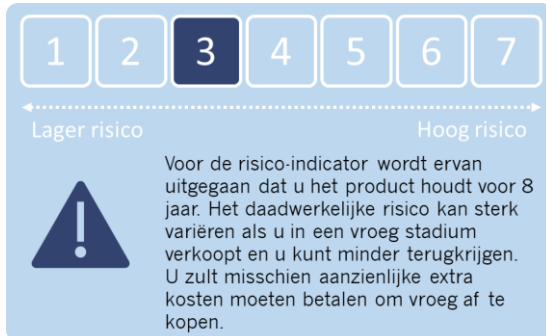 1 2 3 4 5 6 7
Lager risico Hoog risico
Voor de risico-indicator wordt ervan
uitgegaan dat u het product houdt voor 8
jaar. Het daadwerkelijke risico kan sterk
variëren als u in een vroeg stadium
verkoopt en u kunt minder terugkrijgen.
U zult misschien aanzienlijke extra
kosten moeten betalen om vroeg af te
kopen.